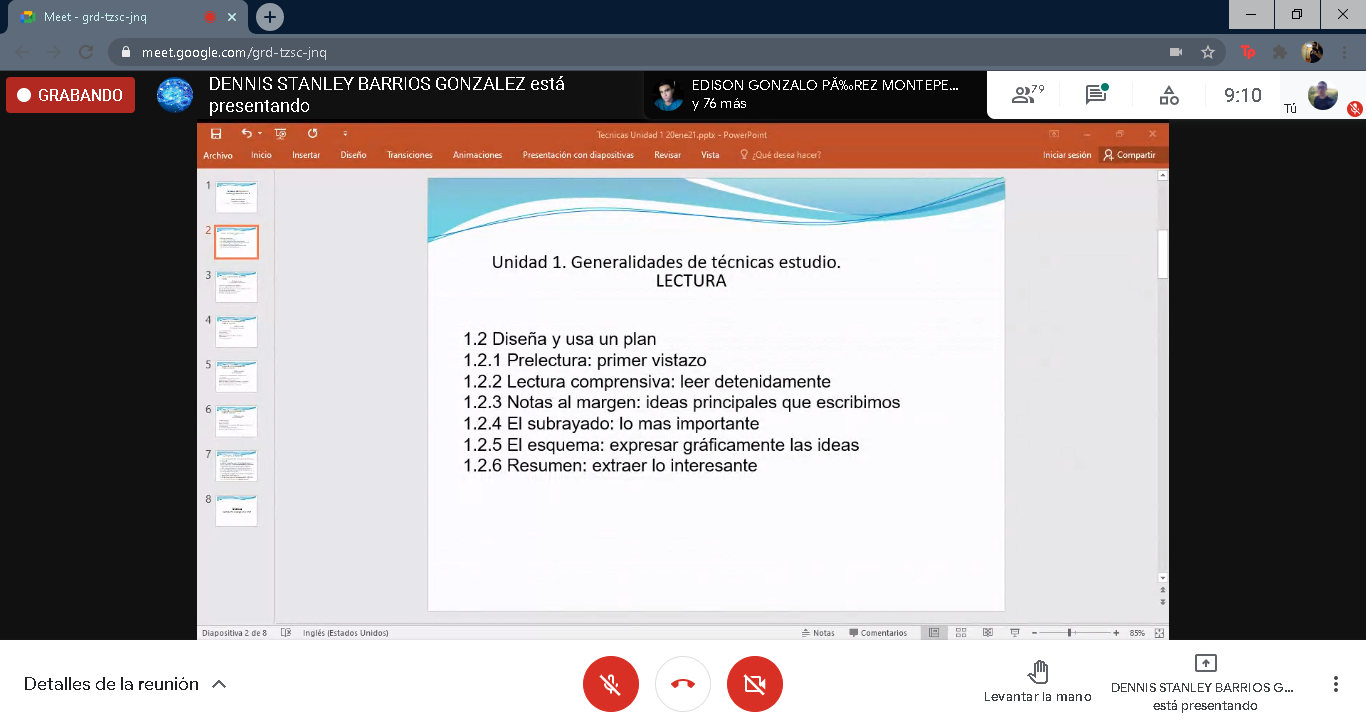 Meet - grd-tzsc-jnq
meet.google.com/grd-tzsc-jnq
GRABANDO
DENNIS STANLEY BARRIOS GONZALEZ está
presentando
EDISON GONZALO PĂ‰REZ MONTEPE...
y 76 más
79
9:10
Tú
Tecnicas Unidad 1 20ene21.pptx - PowerPoint
Archivo Inicio Insertar Diseño Transiciones Animaciones Presentación con diapositivas Revisar Vista ¿Qué desea hacer? Iniciar sesión Compartir
1
2
3
4
5
6
7
8
Unidad 1. Generalidades de técnicas estudio.
LECTURA
1.2 Diseña y usa un plan
1.2.1 Prelectura: primer vistazo
1.2.2 Lectura comprensiva: leer detenidamente
1.2.3 Notas al margen: ideas principales que escribimos
1.2.4 El subrayado: lo mas importante
1.2.5 El esquema: expresar gráficamente las ideas
1.2.6 Resumen: extraer lo interesante
Diapositiva 2 de 8 Inglés (Estados Unidos) Notas Comentarios 85%
Detalles de la reunión
Levantar la mano
DENNIS STANLEY BARRIOS G...
está presentando